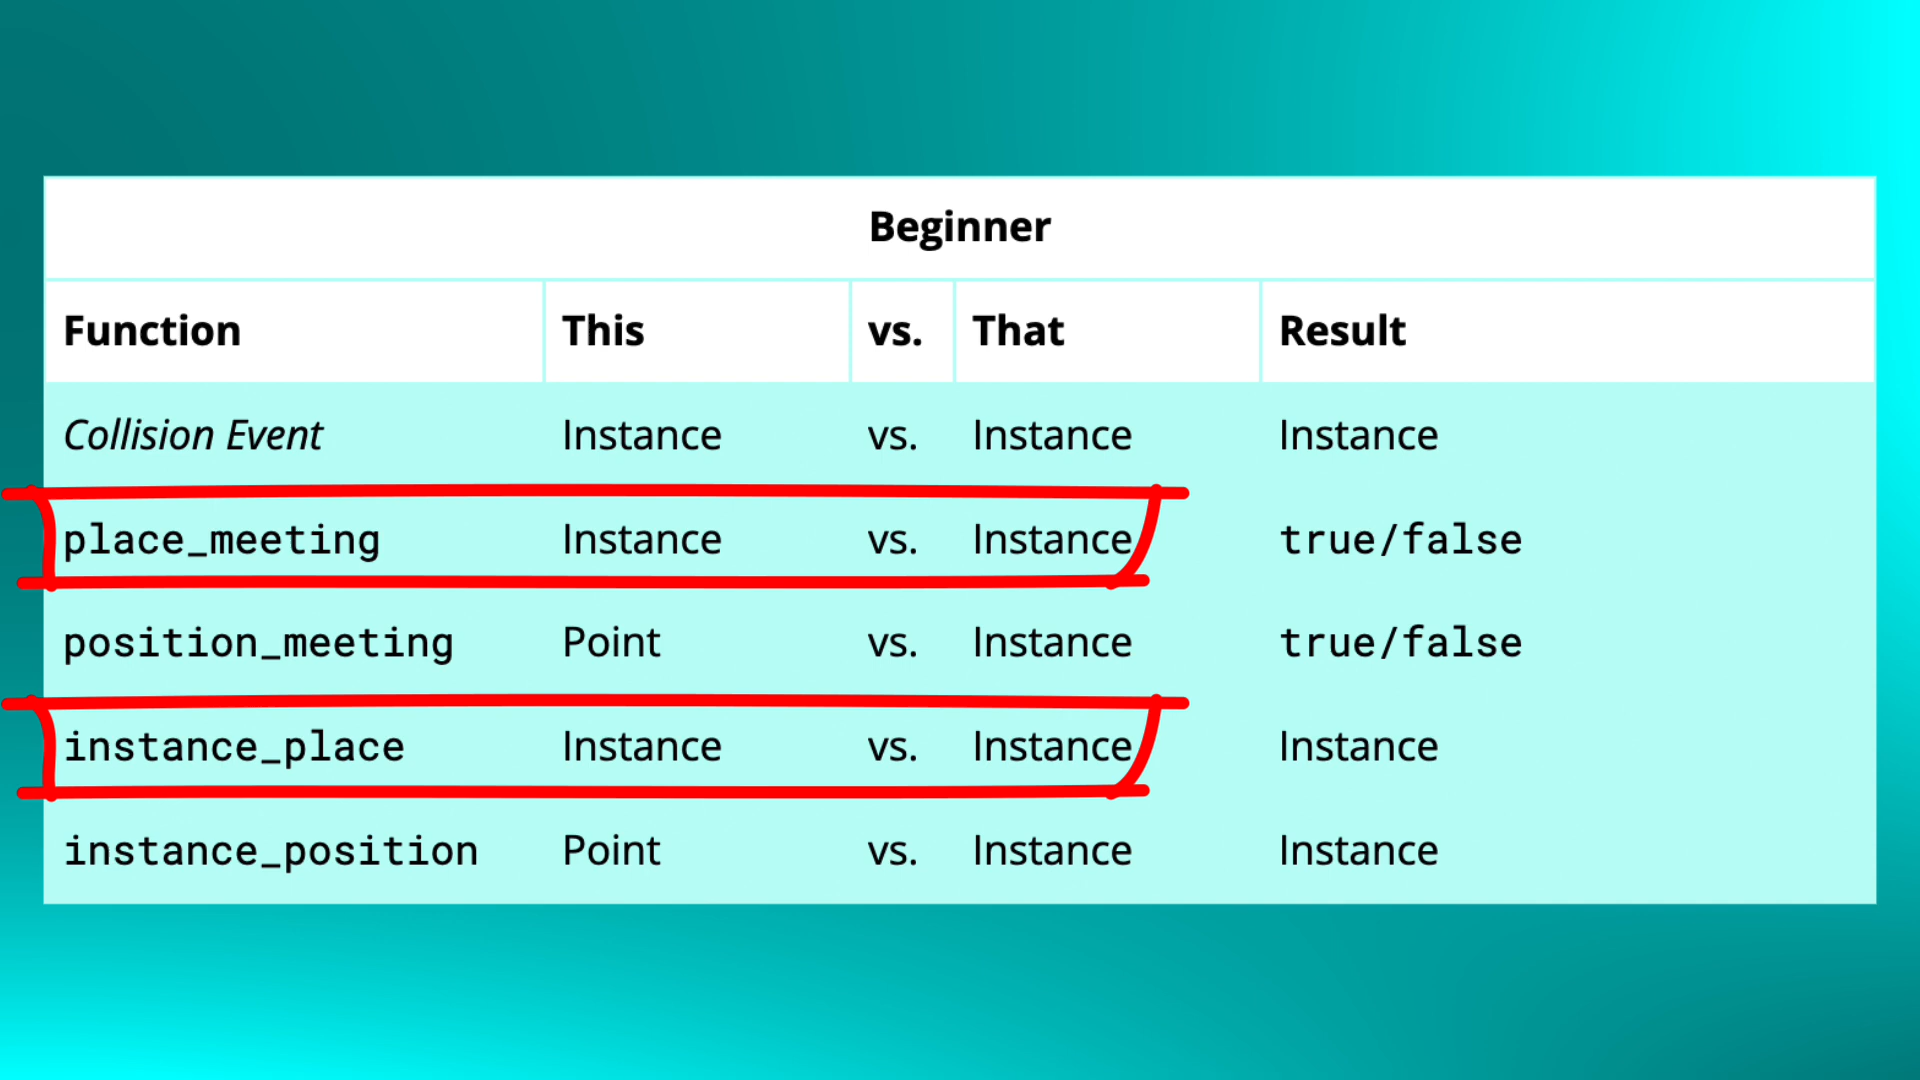 Beginner
Function This vs. That Result
Collision Event Instance vs. Instance Instance
place_meeting Instance vs. Instance true/false
position_meeting Point vs. Instance true/false
instance_place Instance vs. Instance Instance
instance_position Point vs. Instance Instance